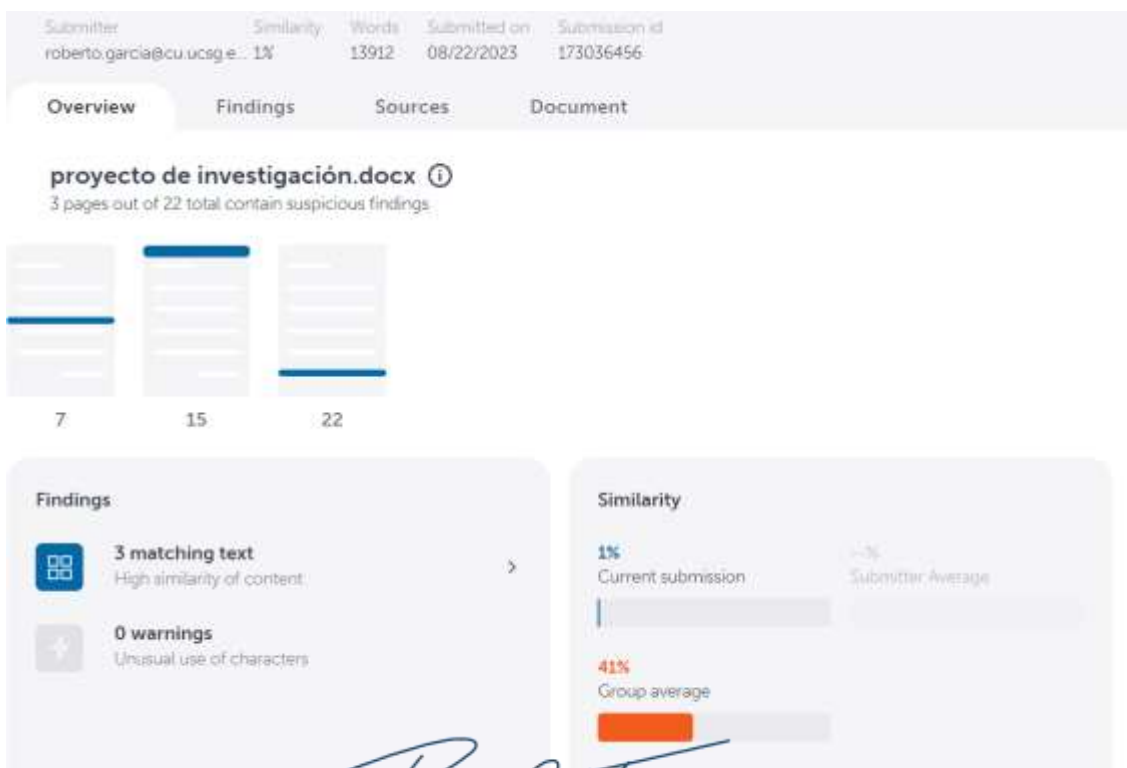 Submitter Similarity Words Submitted on Submission id
roberto.garcia@cu.ucsg.e... 1% 13912 08/22/2023 173036456
Overview Findings Sources Document
proyecto de investigación.docx
3 pages out of 22 total contain suspicious findings
7 15 22
Findings
3 matching text
High similarity of content
0 warnings
Unusual use of characters
Similarity
1%
Current submission
--%
Submitter Average
41%
Group average